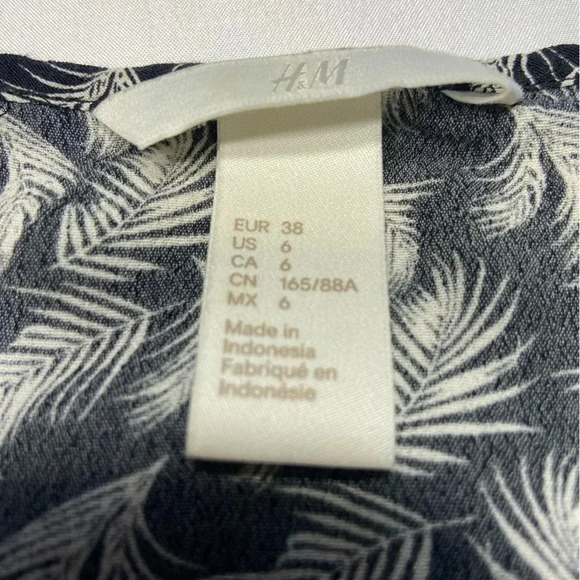 H&M
EUR 38
US 6
CA 6
CN 165/88A
MX 6
Made in
Indonesia
Fabriqué en
Indonésie